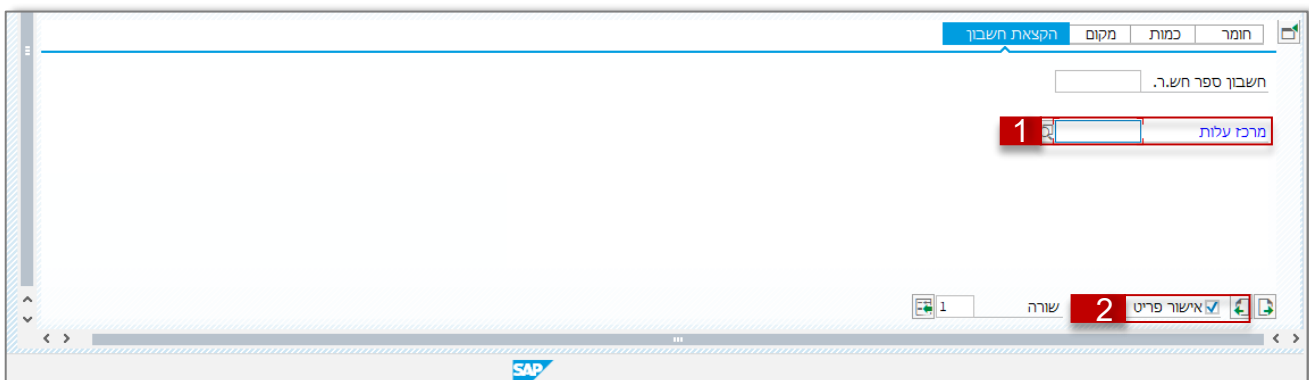 חומר כמות מקום הקצאת חשבון
חשבון ספר חש.ר.
מרכז עלות 1
אישור פריט 2 שורה 1
SAP